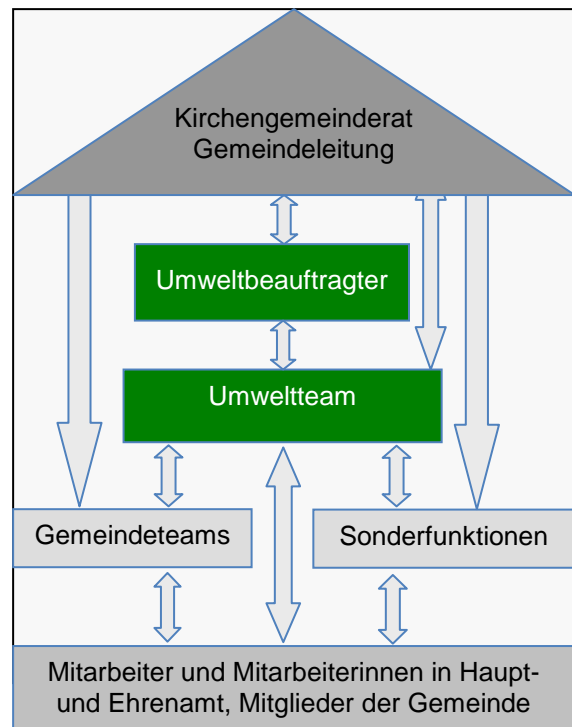 Kirchengemeinderat
Gemeindeleitung
Umweltbeauftragter
Umweltteam
Gemeindeteams
Sonderfunktionen
Mitarbeiter und Mitarbeiterinnen in Haupt-
und Ehrenamt, Mitglieder der Gemeinde